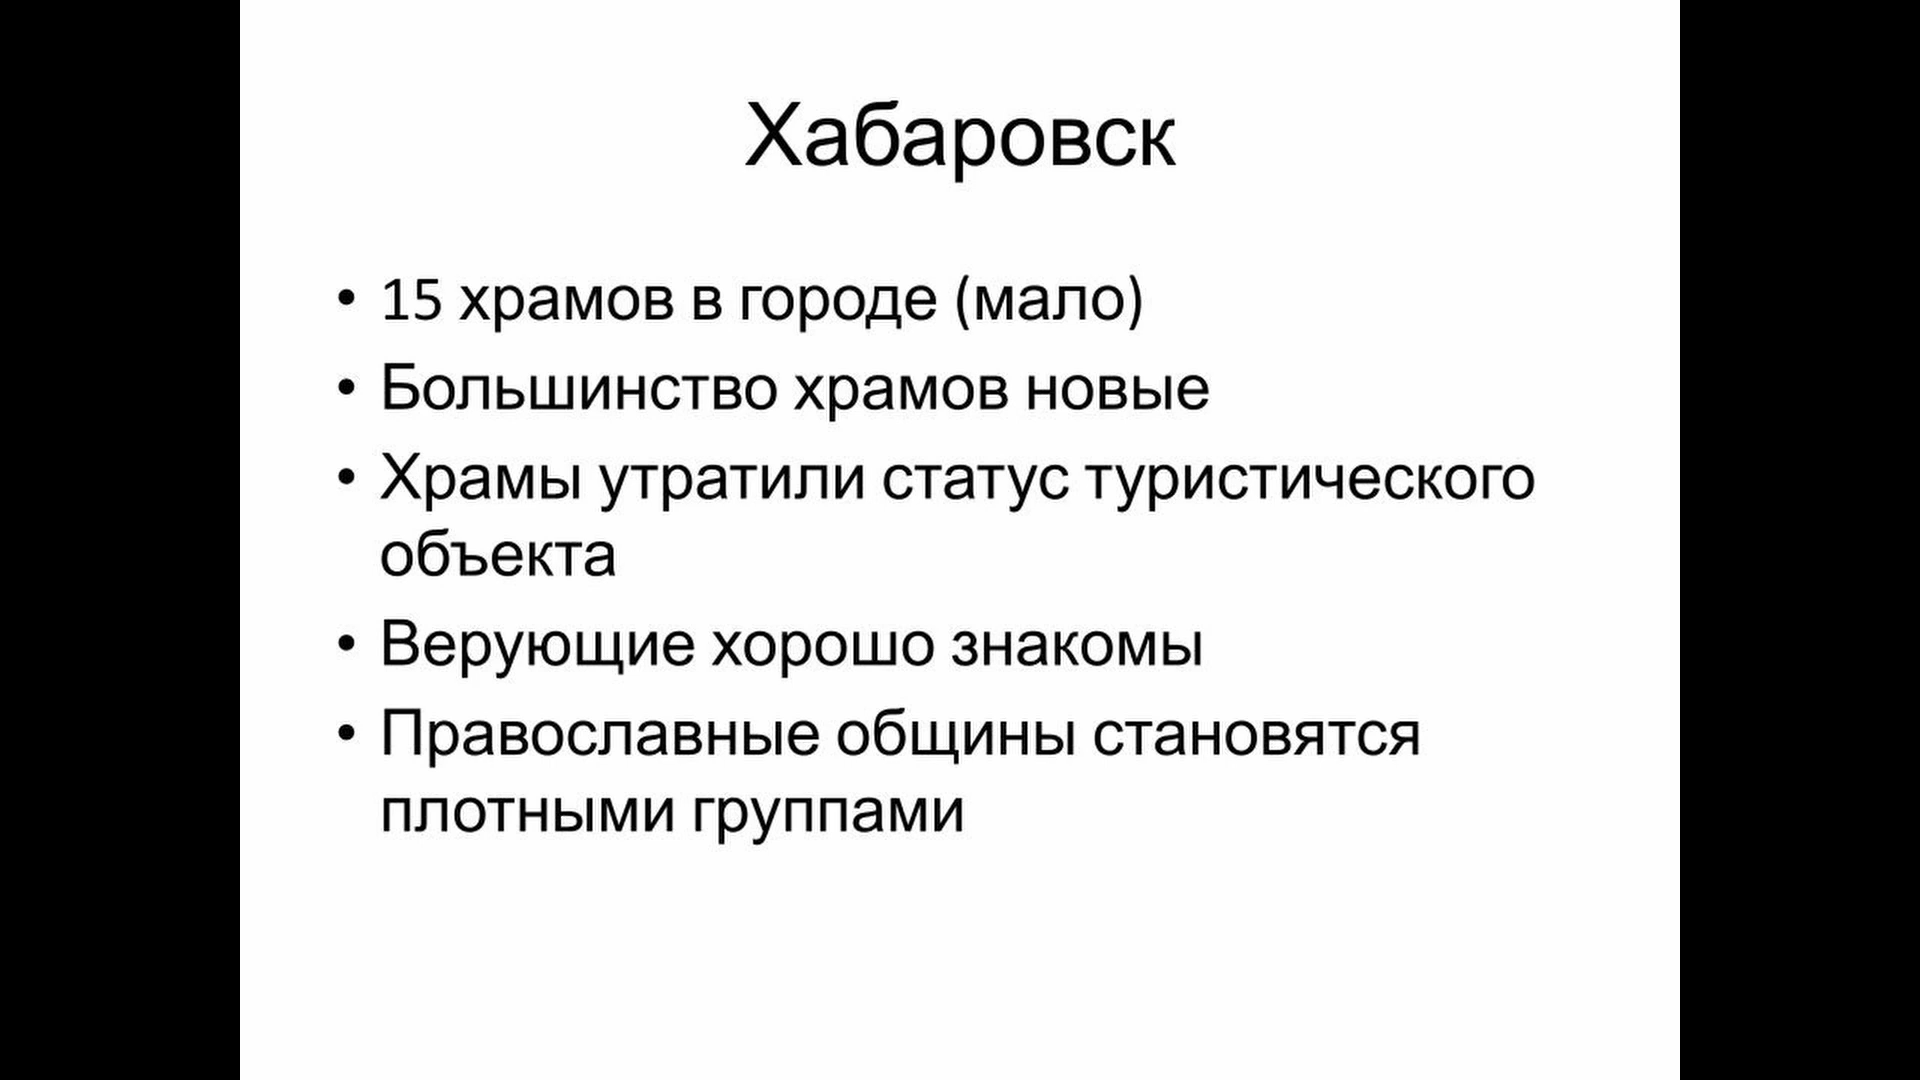 Хабаровск
• 15 храмов в городе (мало)
• Большинство храмов новые
• Храмы утратили статус туристического
объекта
• Верующие хорошо знакомы
• Православные общины становятся
плотными группами